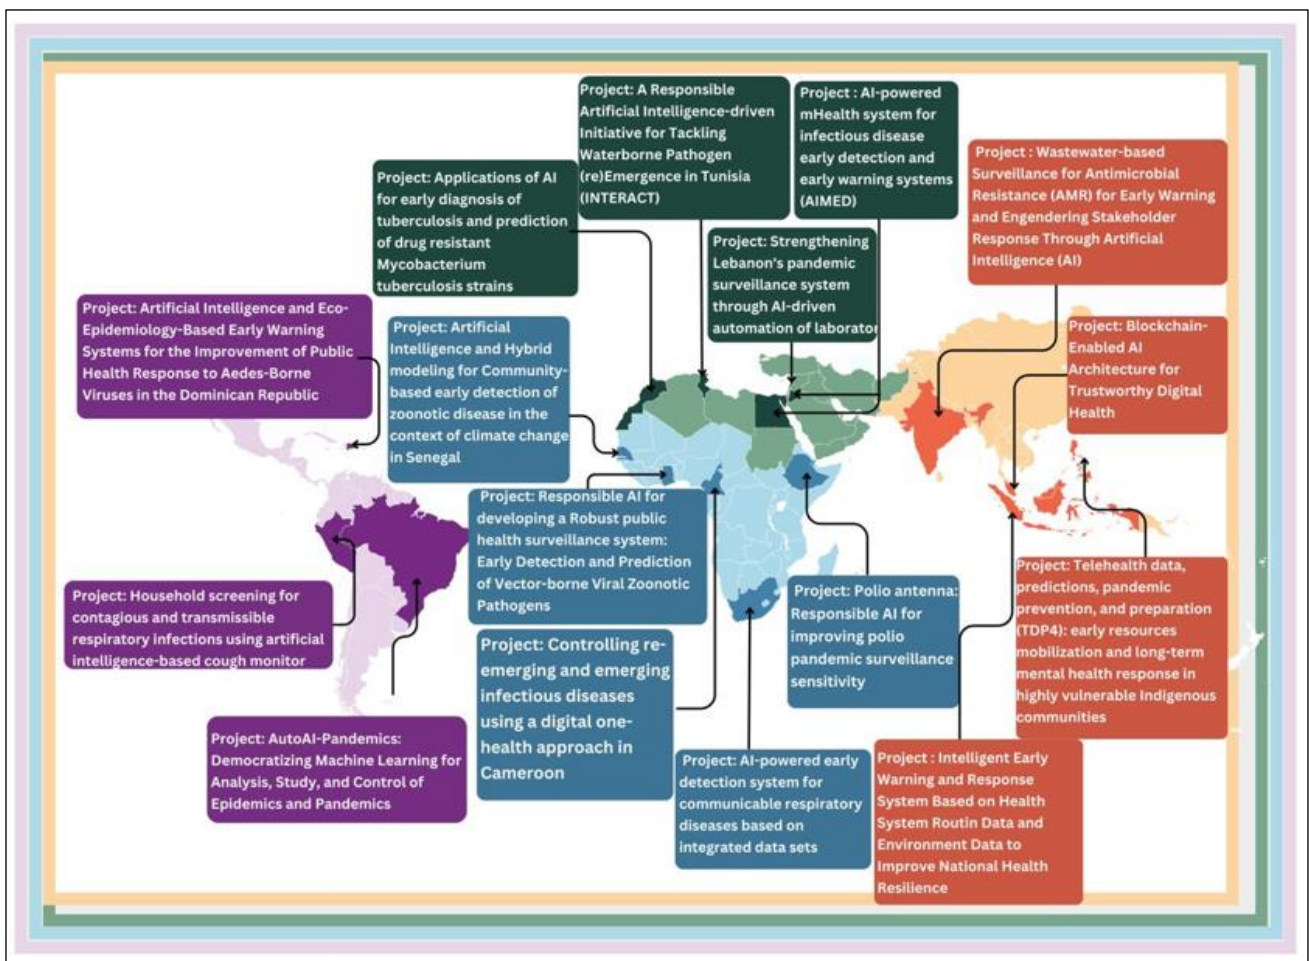 Project: A Responsible
Artificial Intelligence-driven
Initiative for Tackling
Waterborne Pathogen
(re)Emergence in Tunisia
(INTERACT)
Project : AI-powered
mHealth system for
infectious disease
early detection and
early warning systems
(AIMED)
Project : Wastewater-based
Surveillance for Antimicrobial
Resistance (AMR) for Early Warning
and Engendering Stakeholder
Response Through Artificial
Intelligence (AI)
Project: Applications of AI
for early diagnosis of
tuberculosis and prediction
of drug resistant
Mycobacterium
tuberculosis strains
Project: Strengthening
Lebanon's pandemic
surveillance system
through AI-driven
automation of laborator
Project: Artificial Intelligence and Eco-
Epidemiology-Based Early Warning
Systems for the Improvement of Public
Health Response to Aedes-Borne
Viruses in the Dominican Republic
Project: Artificial
Intelligence and Hybrid
modeling for Community-
based early detection of
zoonotic disease in the
context of climate change
in Senegal
Project: Blockchain-
Enabled AI
Architecture for
Trustworthy Digital
Health
Project: Responsible AI for
developing a Robust public
health surveillance system:
Early Detection and Prediction
of Vector-borne Viral Zoonotic
Pathogens
Project: Household screening for
contagious and transmissible
respiratory infections using artificial
intelligence-based cough monitor
Project: Polio antenna:
Responsible AI for
improving polio
pandemic surveillance
sensitivity
Project: Telehealth data,
predictions, pandemic
prevention, and preparation
(TDP4): early resources
mobilization and long-term
mental health response in
highly vulnerable Indigenous
communities
Project: Controlling re-
emerging and emerging
infectious diseases
using a digital one-
health approach in
Cameroon
Project: AutoAI-Pandemics:
Democratizing Machine Learning for
Analysis, Study, and Control of
Epidemics and Pandemics
Project: AI-powered early
detection system for
communicable respiratory
diseases based on
integrated data sets
Project : Intelligent Early
Warning and Response
System Based on Health
System Routin Data and
Environment Data to
Improve National Health
Resilience